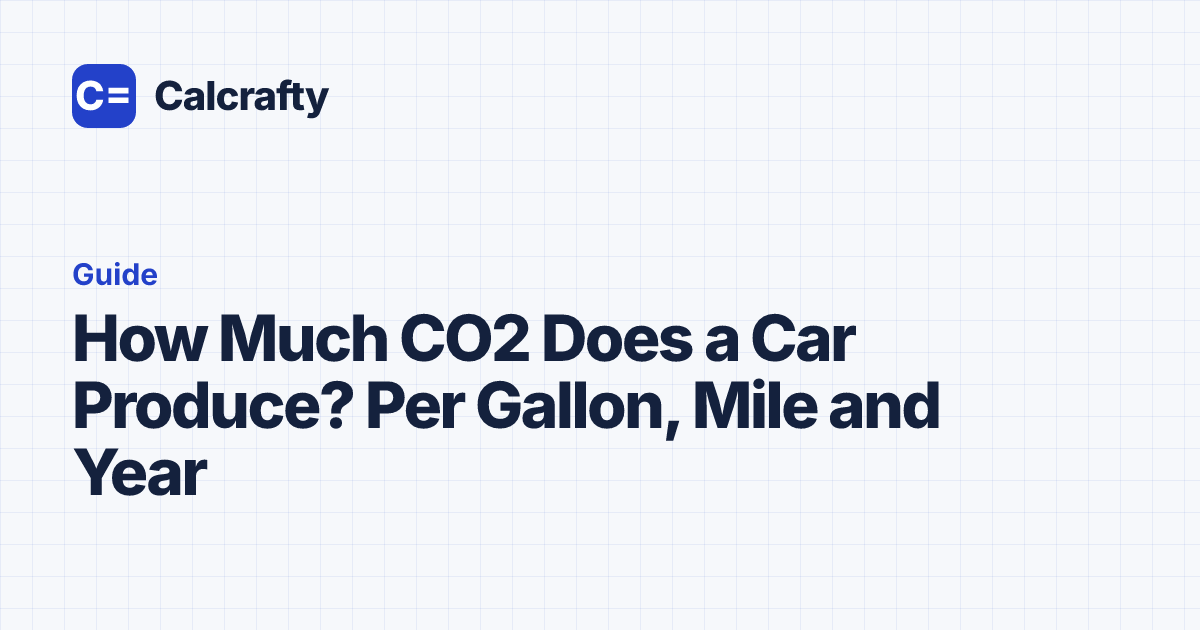 C=
Calcrafty
Guide
How Much CO2 Does a Car
Produce? Per Gallon, Mile and
Year